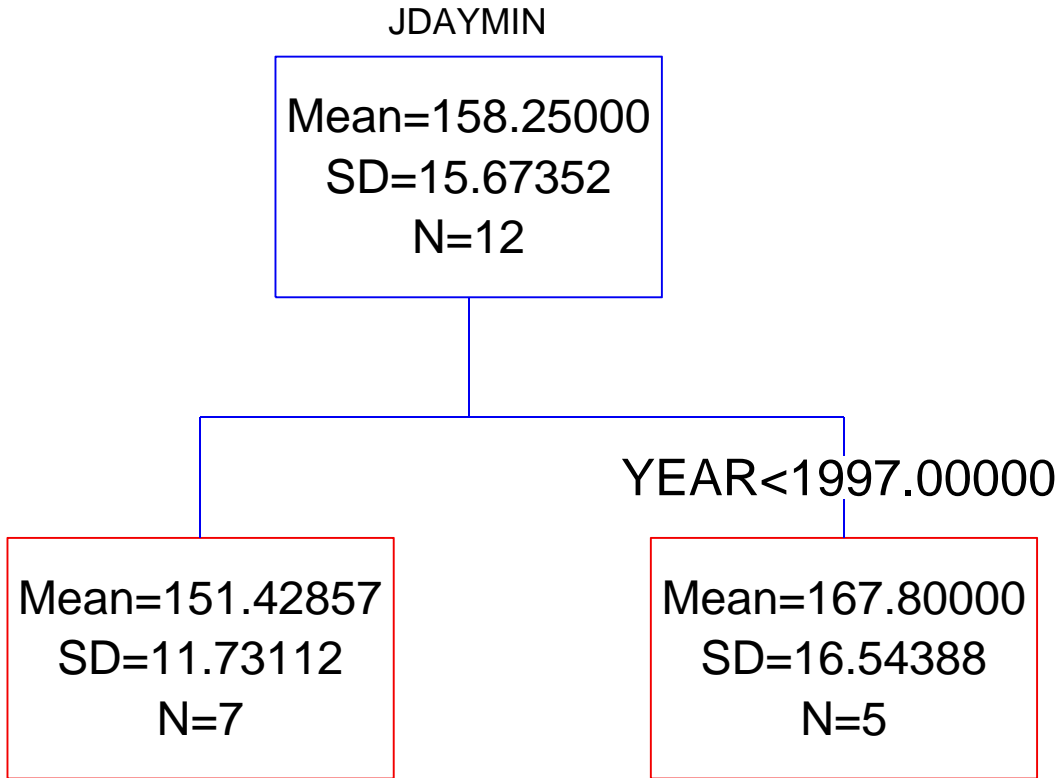 JDAYMIN
Mean=158.25000
SD=15.67352
N=12
YEAR<1997.00000
Mean=151.42857
SD=11.73112
N=7
Mean=167.80000
SD=16.54388
N=5